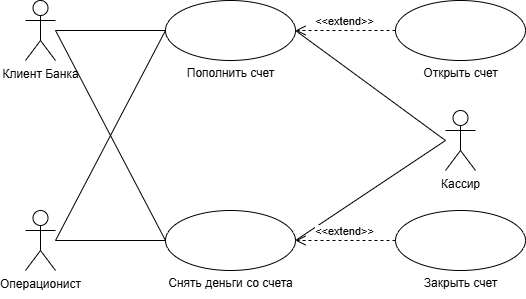 <<extend>>
Клиент Банка
Пополнить счет
Открыть счет
Кассир
<<extend>>
Операционист
Снять деньги со счета
Закрыть счет